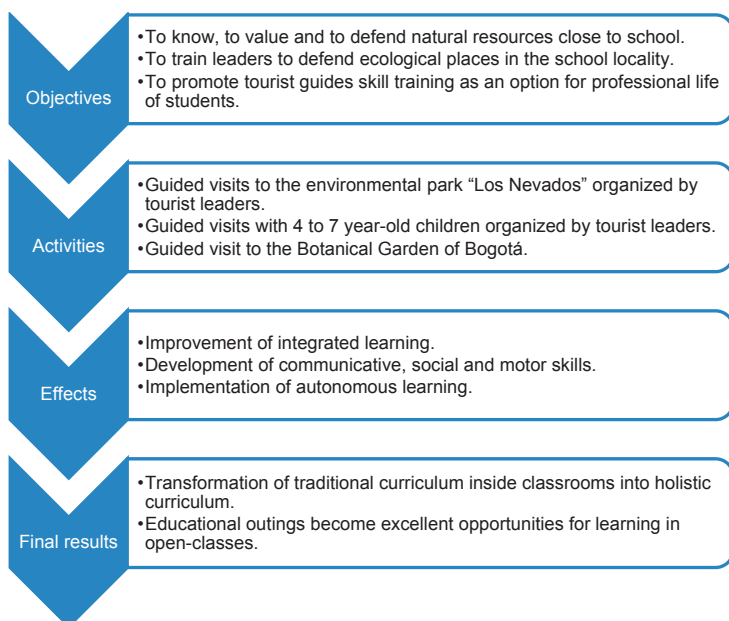 Objectives
•To know, to value and to defend natural resources close to school.
•To train leaders to defend ecological places in the school locality.
•To promote tourist guides skill training as an option for professional life
of students.
Activities
•Guided visits to the environmental park “Los Nevados” organized by
tourist leaders.
•Guided visits with 4 to 7 year-old children organized by tourist leaders.
•Guided visit to the Botanical Garden of Bogotá.
Effects
•Improvement of integrated learning.
•Development of communicative, social and motor skills.
•Implementation of autonomous learning.
Final results
•Transformation of traditional curriculum inside classrooms into holistic
curriculum.
•Educational outings become excellent opportunities for learning in
open-classes.